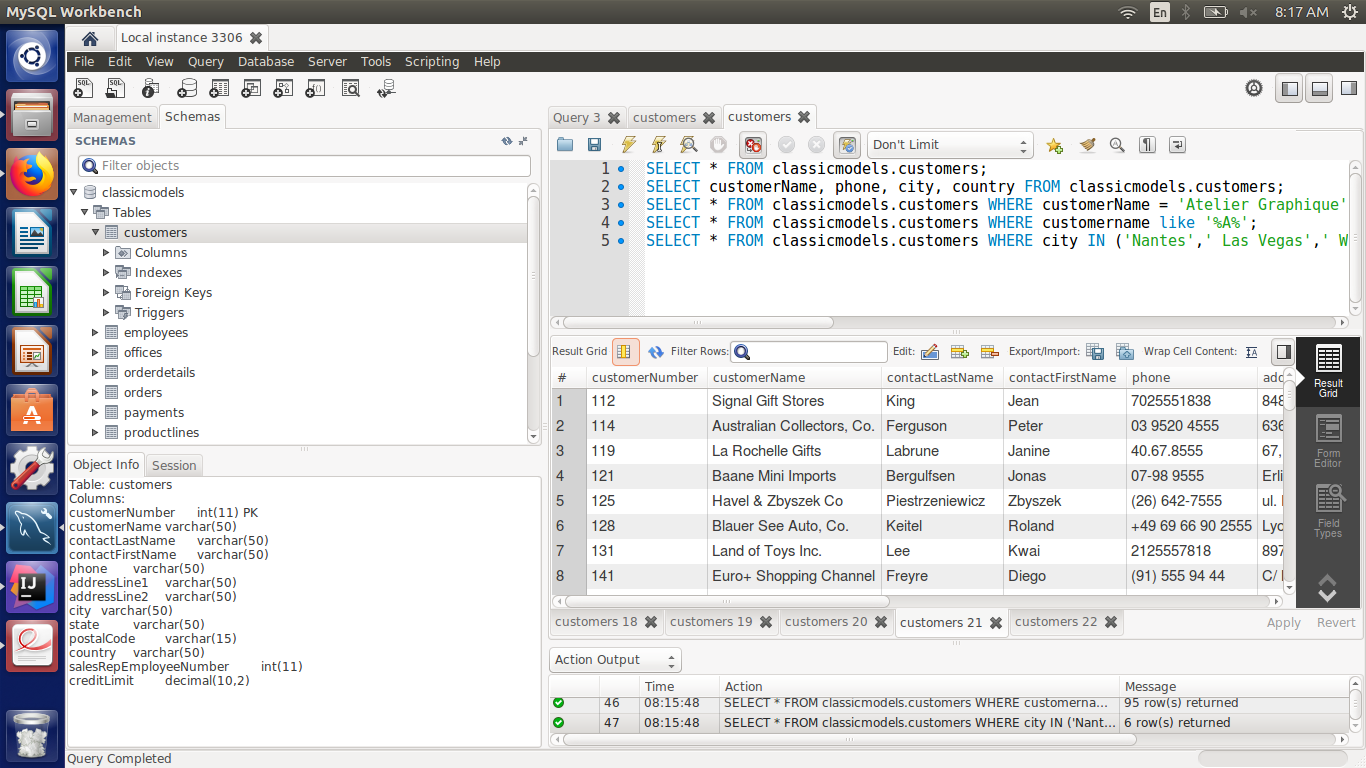 MySQL Workbench
En
8:17 AM
Local instance 3306
File Edit View Query Database Server Tools Scripting Help
Management Schemas
SCHEMAS
Filter objects
classicmodels
Tables
customers
Columns
Indexes
Foreign Keys
Triggers
employees
offices
orderdetails
orders
payments
productlines
Object Info Session
Table: customers
Columns:
customerNumber int(11) PK
customerName varchar(50)
contactLastName varchar(50)
contactFirstName varchar(50)
phone varchar(50)
addressLine1 varchar(50)
addressLine2 varchar(50)
city varchar(50)
state varchar(50)
postalCode varchar(15)
country varchar(50)
salesRepEmployeeNumber int(11)
creditLimit decimal(10,2)
Query Completed
Query 3 customers customers
Don't Limit
1 SELECT * FROM classicmodels.customers;
2 SELECT customerName, phone, city, country FROM classicmodels.customers;
3 SELECT * FROM classicmodels.customers WHERE customerName = 'Atelier Graphique'
4 SELECT * FROM classicmodels.customers WHERE customername like '%A%';
5 SELECT * FROM classicmodels.customers WHERE city IN ('Nantes',' Las Vegas',' W
Result Grid Filter Rows: Edit: Export/Import: Wrap Cell Content:
# customerNumber customerName contactLastName contactFirstName phone add
1 112 Signal Gift Stores King Jean 7025551838 848
2 114 Australian Collectors, Co. Ferguson Peter 03 9520 4555 636
3 119 La Rochelle Gifts Labrune Janine 40.67.8555 67,
4 121 Baane Mini Imports Bergulfsen Jonas 07-98 9555 Erli
5 125 Havel & Zbyszek Co Piestrzeniewicz Zbyszek (26) 642-7555 ul.
6 128 Blauer See Auto, Co. Keitel Roland +49 69 66 90 2555 Lyo
7 131 Land of Toys Inc. Lee Kwai 2125557818 897
8 141 Euro+ Shopping Channel Freyre Diego (91) 555 94 44 C/
Result
Grid
Form
Editor
Field
Types
customers 18 customers 19 customers 20 customers 21 customers 22
Apply Revert
Action Output
Time Action Message
46 08:15:48 SELECT * FROM classicmodels.customers WHERE customerna... 95 row(s) returned
47 08:15:48 SELECT * FROM classicmodels.customers WHERE city IN ('Nant... 6 row(s) returned